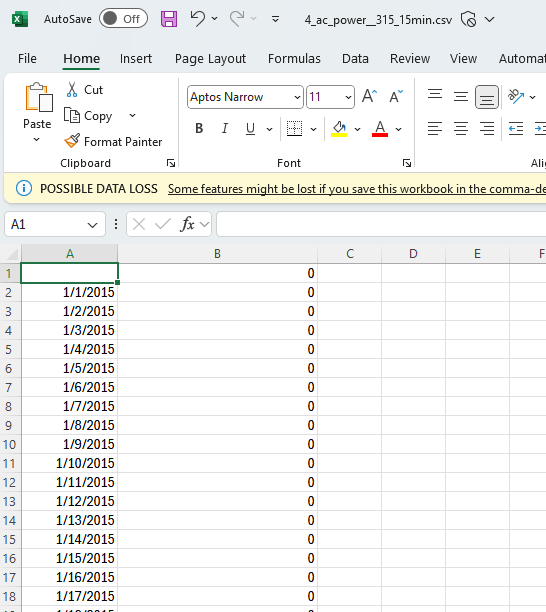 AutoSave Off 4_ac_power__315_15min.csv
File Home Insert Page Layout Formulas Data Review View Automat
Paste Cut Copy Format Painter
Aptos Narrow 11 A A ab
B I U A
Clipboard Font Alig
POSSIBLE DATA LOSS Some features might be lost if you save this workbook in the comma-de
A1 fx
A B C D E F
1 0
2 1/1/2015 0
3 1/2/2015 0
4 1/3/2015 0
5 1/4/2015 0
6 1/5/2015 0
7 1/6/2015 0
8 1/7/2015 0
9 1/8/2015 0
10 1/9/2015 0
11 1/10/2015 0
12 1/11/2015 0
13 1/12/2015 0
14 1/13/2015 0
15 1/14/2015 0
16 1/15/2015 0
17 1/16/2015 0
18 1/17/2015 0